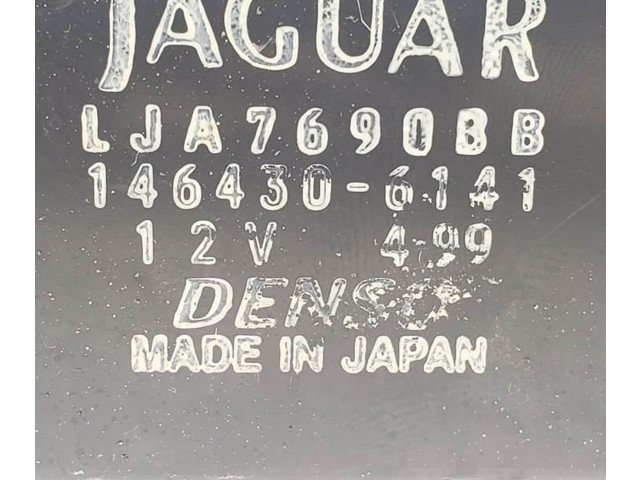 JAGUAR
LJA7690BB
146430-6141
12V 4.99
DENSO
MADE IN JAPAN